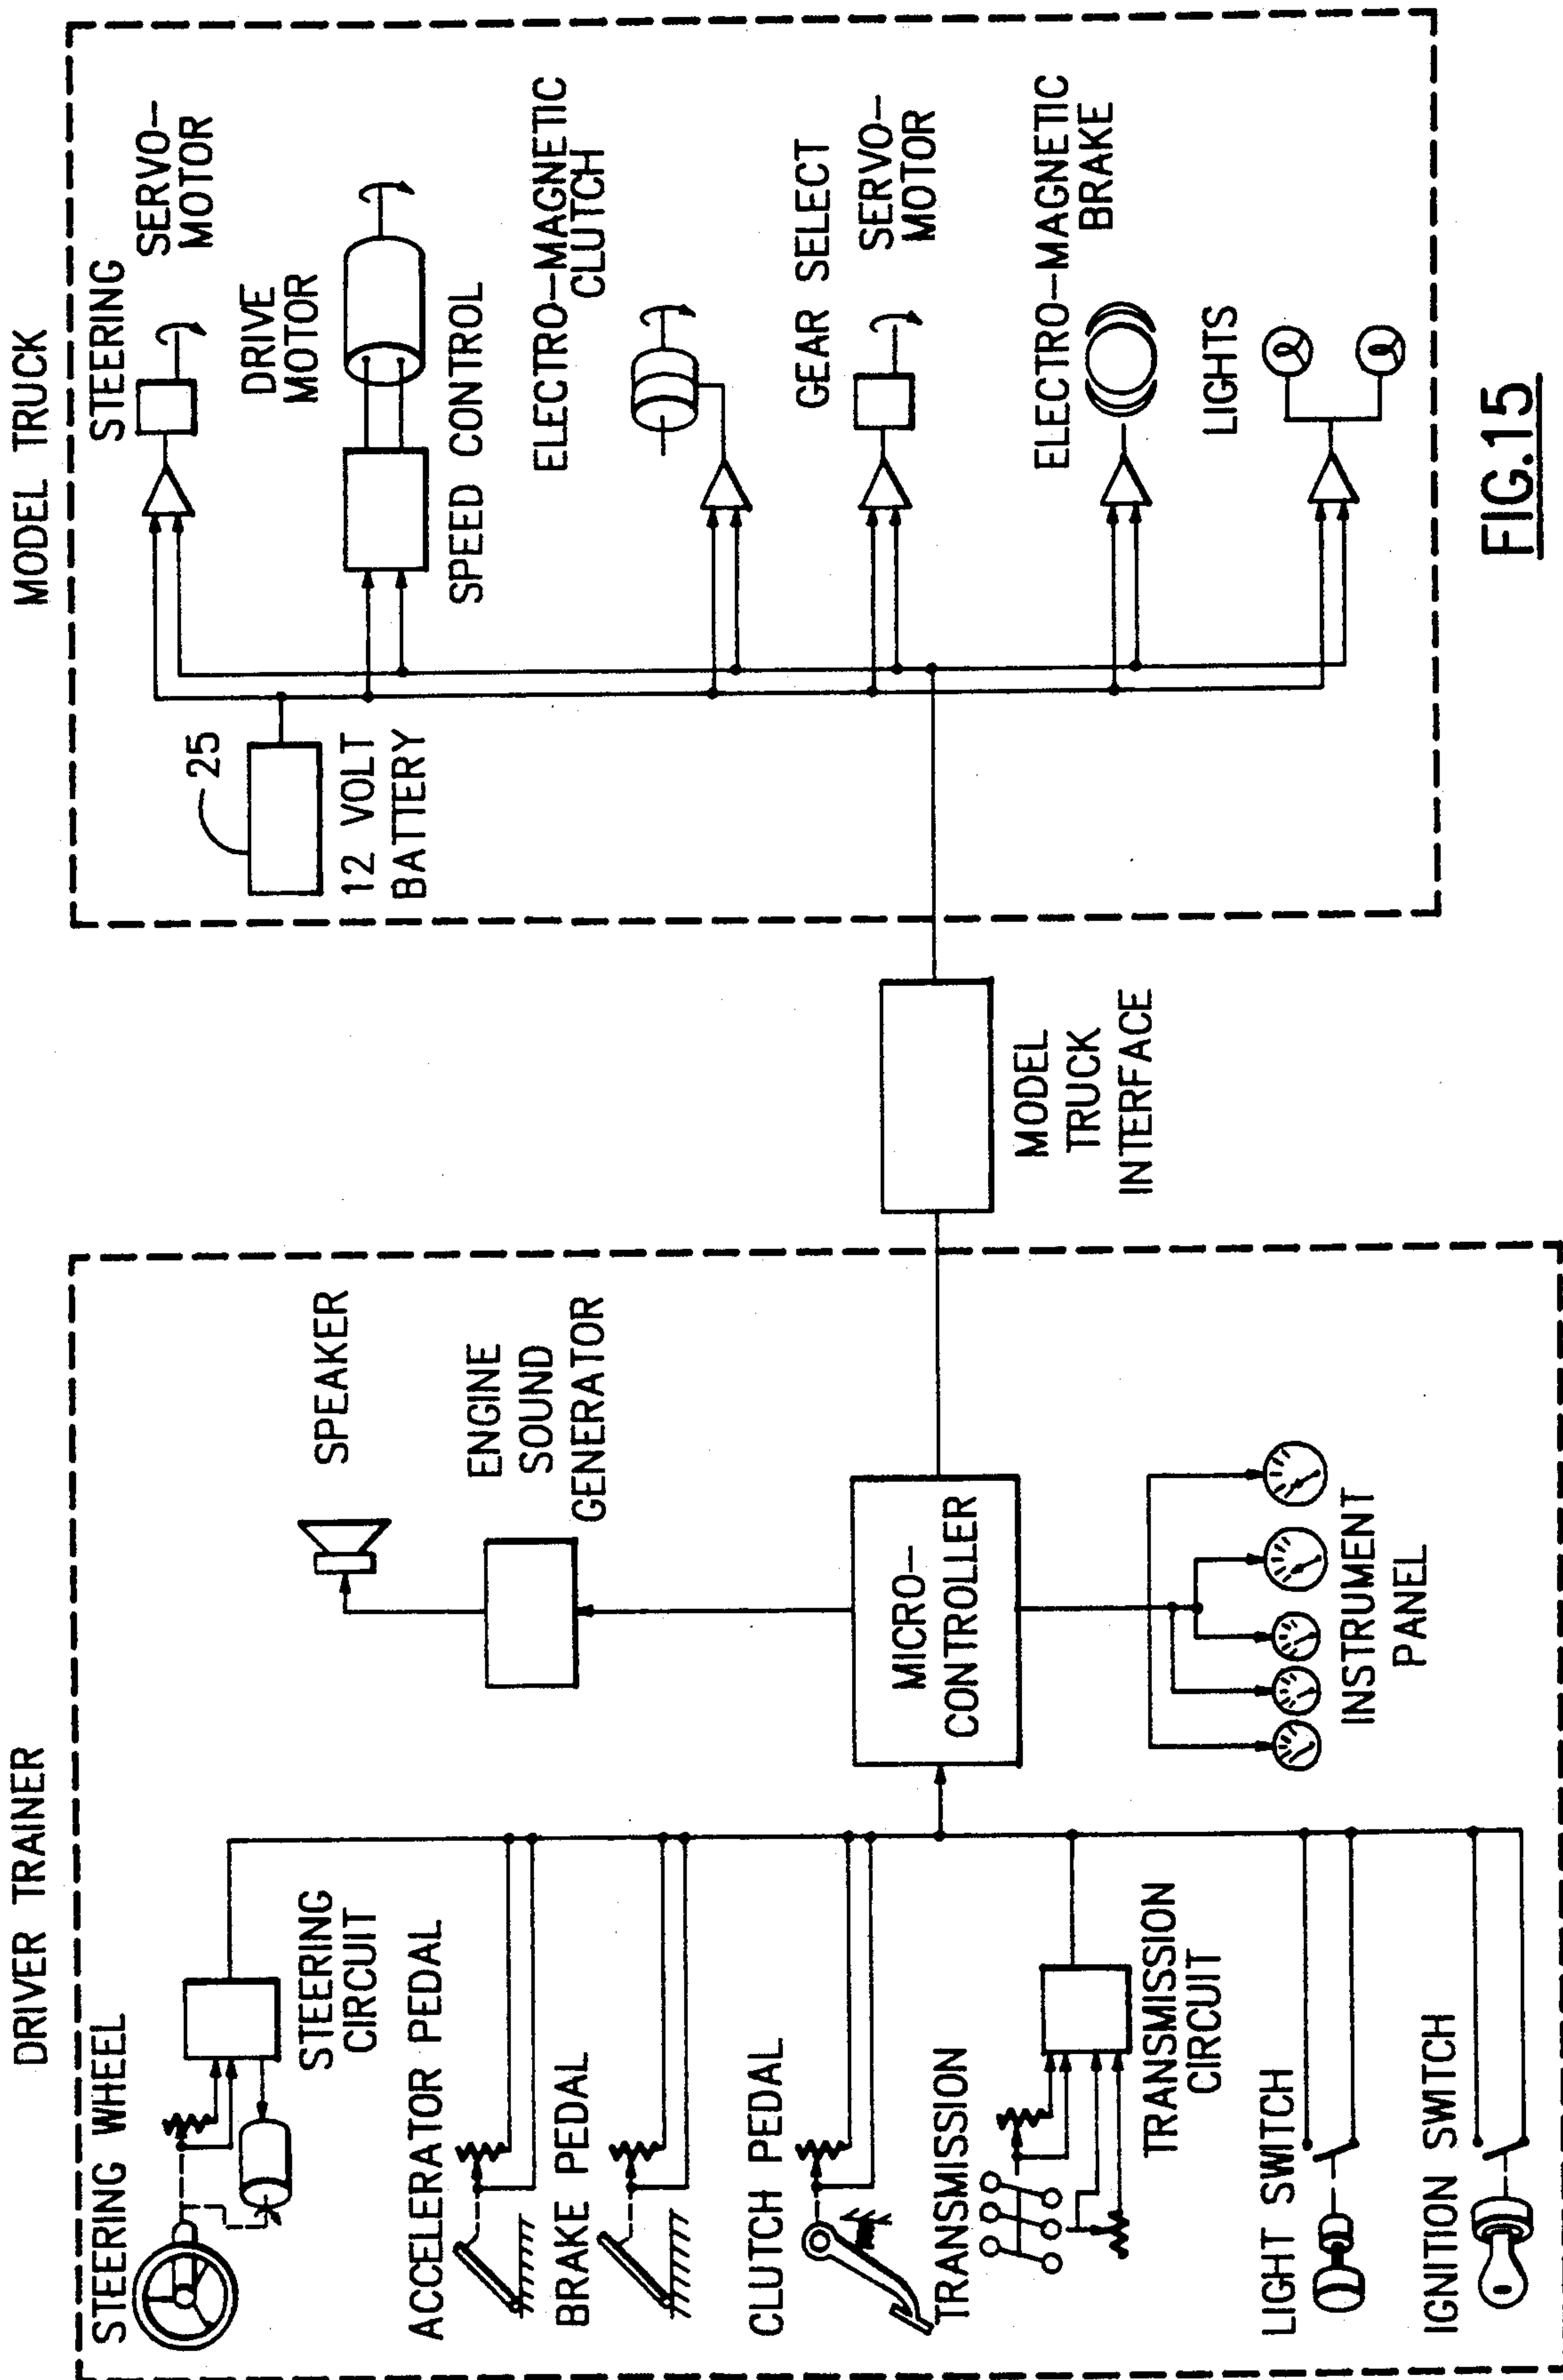 DRIVER TRAINER
STEERING WHEEL
STEERING
CIRCUIT
ACCELERATOR PEDAL
BRAKE PEDAL
CLUTCH PEDAL
TRANSMISSION
TRANSMISSION
CIRCUIT
LIGHT SWITCH
IGNITION SWITCH
SPEAKER
ENGINE
SOUND
GENERATOR
MICRO-
CONTROLLER
INSTRUMENT
PANEL
MODEL
TRUCK
INTERFACE
MODEL TRUCK
25
12 VOLT
BATTERY
STEERING
SERVO-
MOTOR
DRIVE
MOTOR
SPEED CONTROL
ELECTRO-MAGNETIC
CLUTCH
GEAR SELECT
SERVO-
MOTOR
ELECTRO-MAGNETIC
BRAKE
LIGHTS
FIG.15